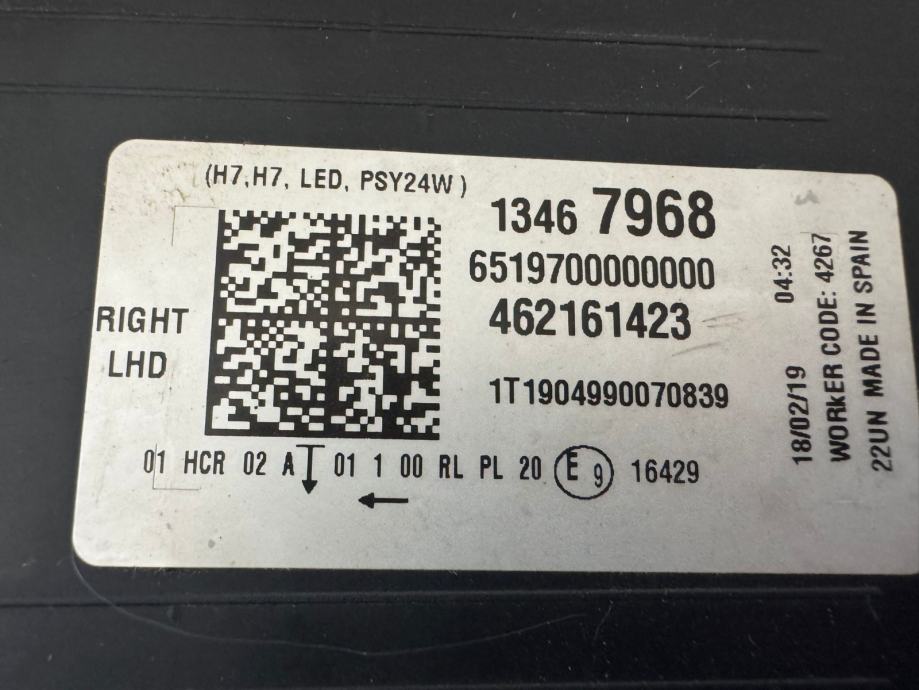 (H7,H7, LED, PSY24W)
1346 7968
6519700000000
462161423
1T1904990070839
RIGHT
LHD
01 HCR 02 A 01 1 00 RL PL 20 E 9 16429
18/02/19 04:32
WORKER CODE: 4267
22UN MADE IN SPAIN